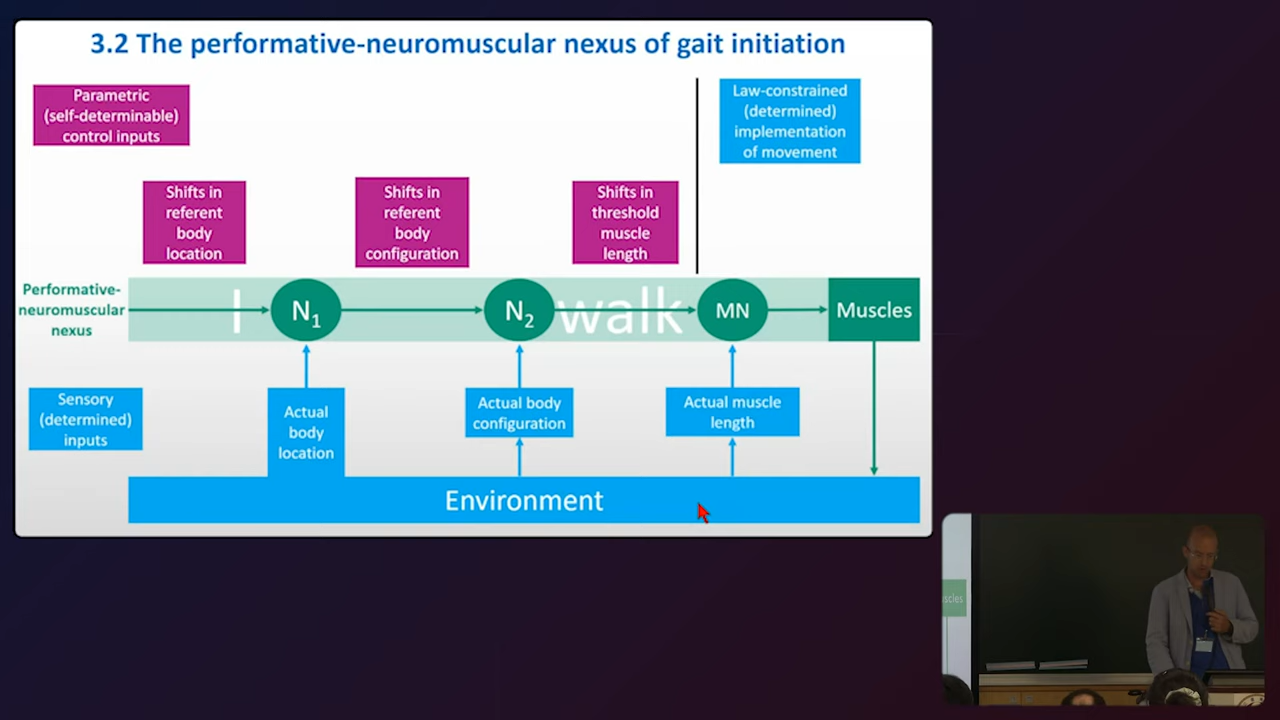 3.2 The performative-neuromuscular nexus of gait initiation
Parametric
(self-determinable)
control inputs
Law-constrained
(determined)
implementation
of movement
Shifts in
referent
body
location
Shifts in
referent
body
configuration
Shifts in
threshold
muscle
length
Performative-
neuromuscular
nexus
I
N1
N2
walk
MN
Muscles
Sensory
(determined)
inputs
Actual
body
location
Actual body
configuration
Actual muscle
length
Environment
scles